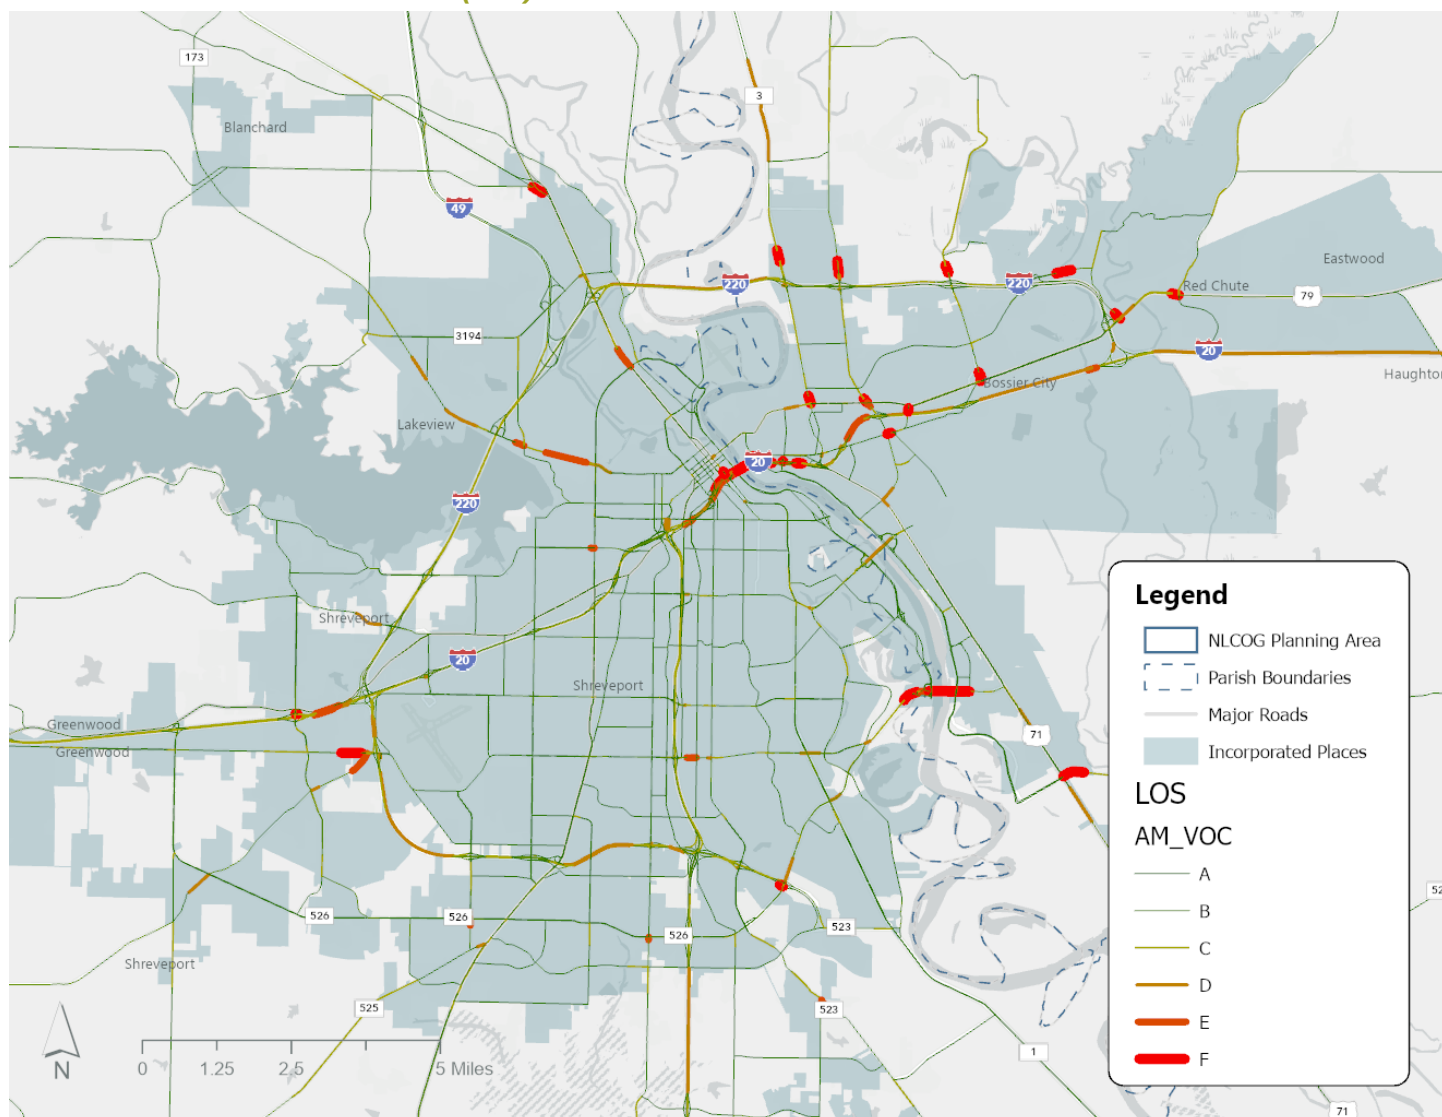 173
3
Blanchard
49
Eastwood
220
220
Red Chute
79
3194
20
Bossier City
Haughton
Lakeview
20
220
Shreveport
20
Shreveport
Greenwood
Greenwood
71
526
526
526
523
Shreveport
525
523
1
71
N
0 1.25 2.5 5 Miles
Legend
NLCOG Planning Area
Parish Boundaries
Major Roads
Incorporated Places
LOS
AM_VOC
A
B
C
D
E
F